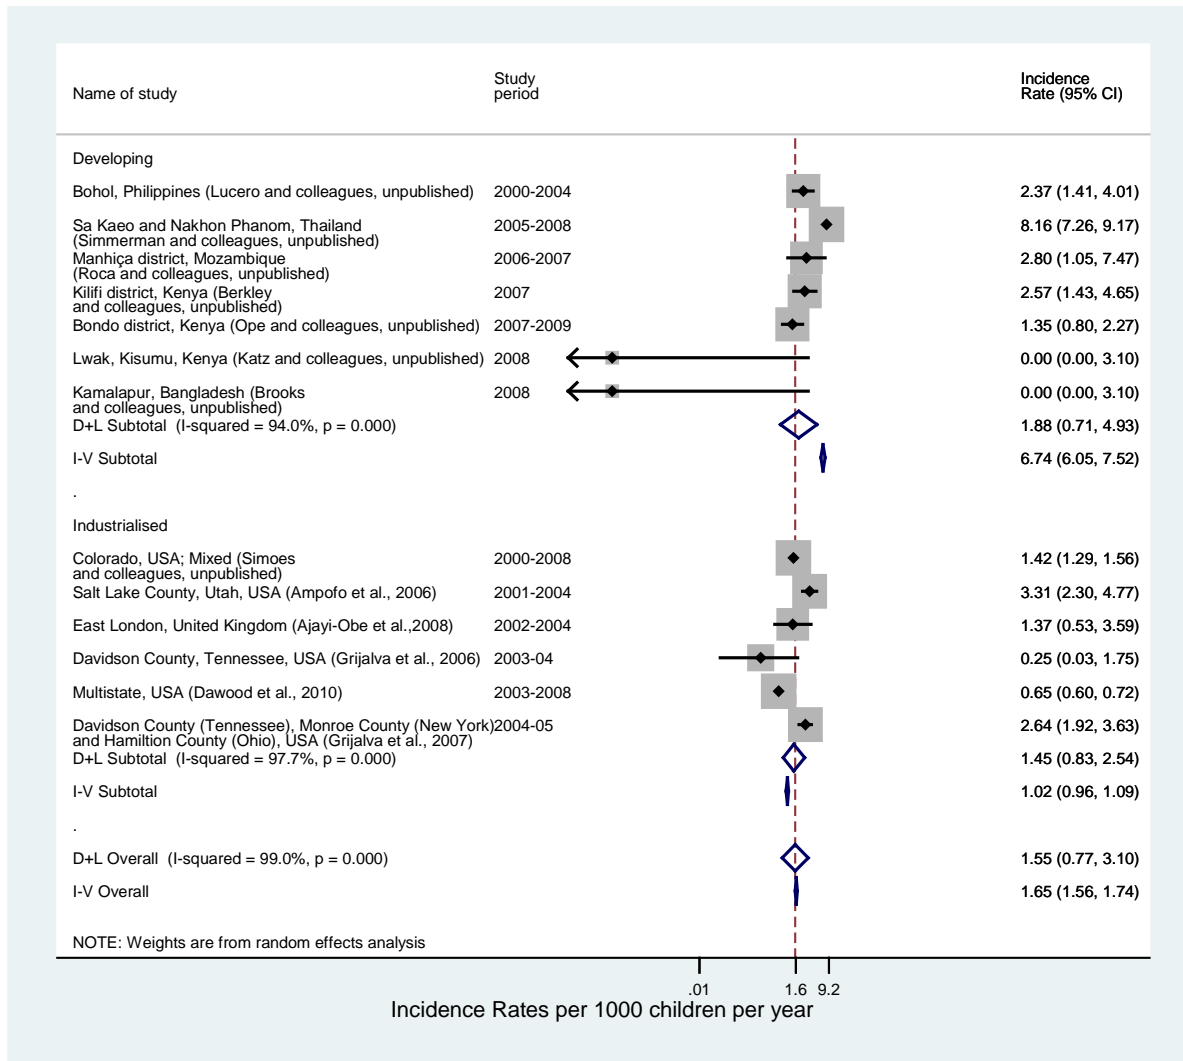 Name of study Study period Incidence Rate (95% CI)
Developing
Bohol, Philippines (Lucero and colleagues, unpublished) 2000-2004 2.37 (1.41, 4.01)
Sa Kaeo and Nakhon Phanom, Thailand 2005-2008 8.16 (7.26, 9.17)
(Simmerman and colleagues, unpublished)
Manhiça district, Mozambique 2006-2007 2.80 (1.05, 7.47)
(Roca and colleagues, unpublished)
Kilifi district, Kenya (Berkley 2007 2.57 (1.43, 4.65)
and colleagues, unpublished)
Bondo district, Kenya (Ope and colleagues, unpublished) 2007-2009 1.35 (0.80, 2.27)
Lwak, Kisumu, Kenya (Katz and colleagues, unpublished) 2008 0.00 (0.00, 3.10)
Kamalapur, Bangladesh (Brooks 2008 0.00 (0.00, 3.10)
and colleagues, unpublished)
D+L Subtotal (I-squared = 94.0%, p = 0.000) 1.88 (0.71, 4.93)
I-V Subtotal 6.74 (6.05, 7.52)
.
Industrialised
Colorado, USA; Mixed (Simoes 2000-2008 1.42 (1.29, 1.56)
and colleagues, unpublished)
Salt Lake County, Utah, USA (Ampofo et al., 2006) 2001-2004 3.31 (2.30, 4.77)
East London, United Kingdom (Ajayi-Obe et al.,2008) 2002-2004 1.37 (0.53, 3.59)
Davidson County, Tennessee, USA (Grijalva et al., 2006) 2003-04 0.25 (0.03, 1.75)
Multistate, USA (Dawood et al., 2010) 2003-2008 0.65 (0.60, 0.72)
Davidson County (Tennessee), Monroe County (New York)2004-05 2.64 (1.92, 3.63)
and Hamiltion County (Ohio), USA (Grijalva et al., 2007)
D+L Subtotal (I-squared = 97.7%, p = 0.000) 1.45 (0.83, 2.54)
I-V Subtotal 1.02 (0.96, 1.09)
.
D+L Overall (I-squared = 99.0%, p = 0.000) 1.55 (0.77, 3.10)
I-V Overall 1.65 (1.56, 1.74)
NOTE: Weights are from random effects analysis
.01 1.6 9.2
Incidence Rates per 1000 children per year